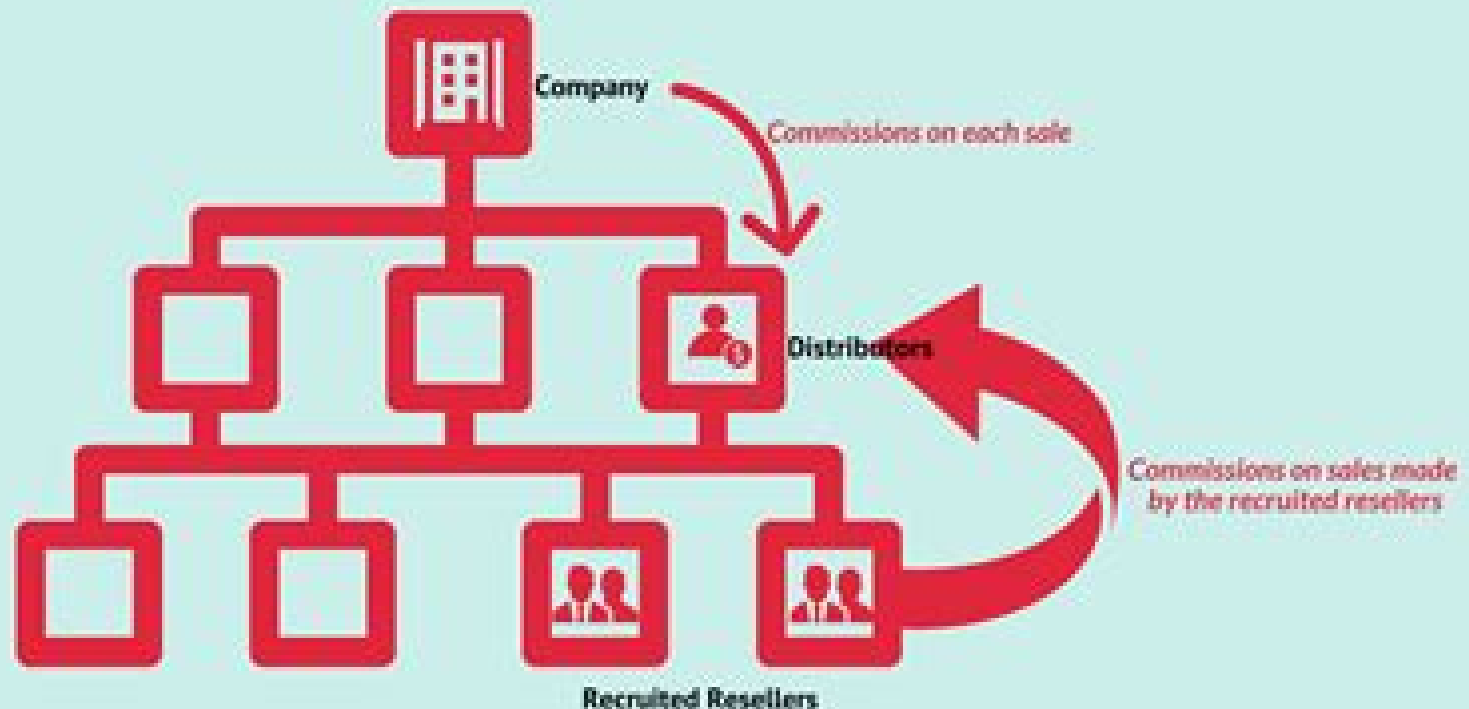 Company
Commissions on each sale
Distributors
Commissions on sales made
by the recruited resellers
Recruited Resellers